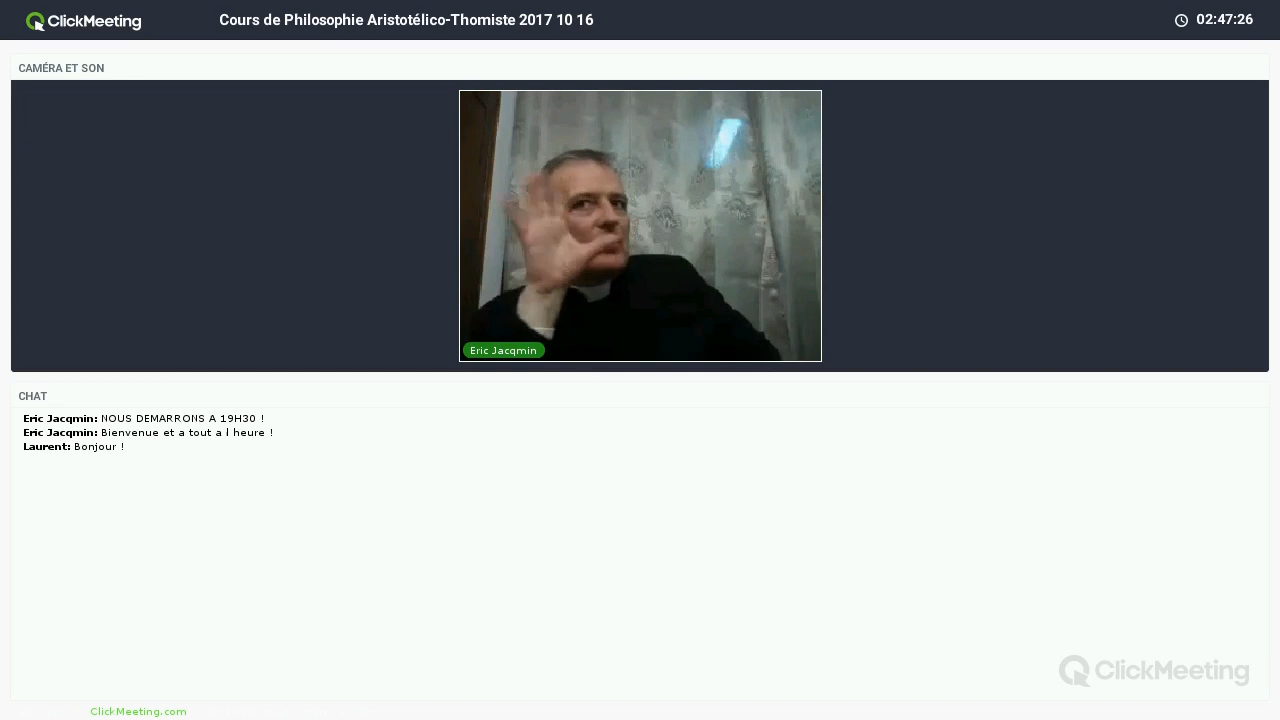 ClickMeeting
Cours de Philosophie Aristotélico-Thomiste 2017 10 16
02:47:26
CAMÉRA ET SON
Eric Jacqmin
CHAT
Eric Jacqmin: NOUS DEMARRONS A 19H30 !
Eric Jacqmin: Bienvenue et a tout a l heure !
Laurent: Bonjour !
ClickMeeting
ClickMeeting.com